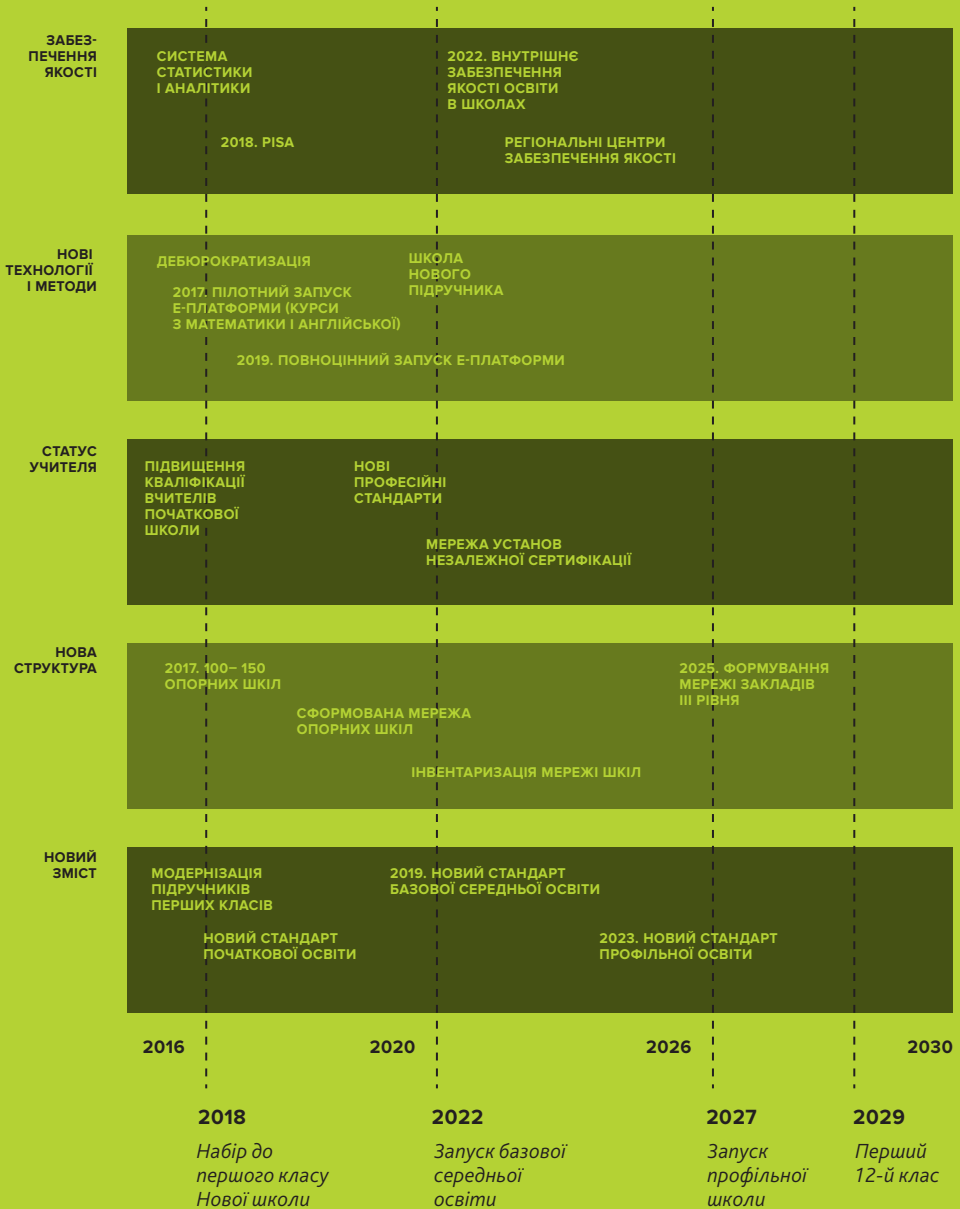 ЗАБЕЗ-
ПЕЧЕННЯ
ЯКОСТІ
СИСТЕМА
СТАТИСТИКИ
І АНАЛІТИКИ
2018. PISA
2022. ВНУТРІШНЄ
ЗАБЕЗПЕЧЕННЯ
ЯКОСТІ ОСВІТИ
В ШКОЛАХ
РЕГІОНАЛЬНІ ЦЕНТРИ
ЗАБЕЗПЕЧЕННЯ ЯКОСТІ
НОВІ
ТЕХНОЛОГІЇ
І МЕТОДИ
ДЕБЮРОКРАТИЗАЦІЯ
2017. ПІЛОТНИЙ ЗАПУСК
Е-ПЛАТФОРМИ (КУРСИ
З МАТЕМАТИКИ І АНГЛІЙСЬКОЇ)
ШКОЛА
НОВОГО
ПІДРУЧНИКА
2019. ПОВНОЦІННИЙ ЗАПУСК Е-ПЛАТФОРМИ
СТАТУС
УЧИТЕЛЯ
ПІДВИЩЕННЯ
КВАЛІФІКАЦІЇ
ВЧИТЕЛІВ
ПОЧАТКОВОЇ
ШКОЛИ
НОВІ
ПРОФЕСІЙНІ
СТАНДАРТИ
МЕРЕЖА УСТАНОВ
НЕЗАЛЕЖНОЇ СЕРТИФІКАЦІЇ
НОВА
СТРУКТУРА
2017. 100– 150
ОПОРНИХ ШКІЛ
СФОРМОВАНА МЕРЕЖА
ОПОРНИХ ШКІЛ
ІНВЕНТАРИЗАЦІЯ МЕРЕЖІ ШКІЛ
2025. ФОРМУВАННЯ
МЕРЕЖІ ЗАКЛАДІВ
ІІІ РІВНЯ
НОВИЙ
ЗМІСТ
МОДЕРНІЗАЦІЯ
ПІДРУЧНИКІВ
ПЕРШИХ КЛАСІВ
НОВИЙ СТАНДАРТ
ПОЧАТКОВОЇ ОСВІТИ
2019. НОВИЙ СТАНДАРТ
БАЗОВОЇ СЕРЕДНЬОЇ ОСВІТИ
2023. НОВИЙ СТАНДАРТ
ПРОФІЛЬНОЇ ОСВІТИ
2016
2020
2026
2030
2018
Набір до
першого класу
Нової школи
2022
Запуск базової
середньої
освіти
2027
Запуск
профільної
школи
2029
Перший
12-й клас